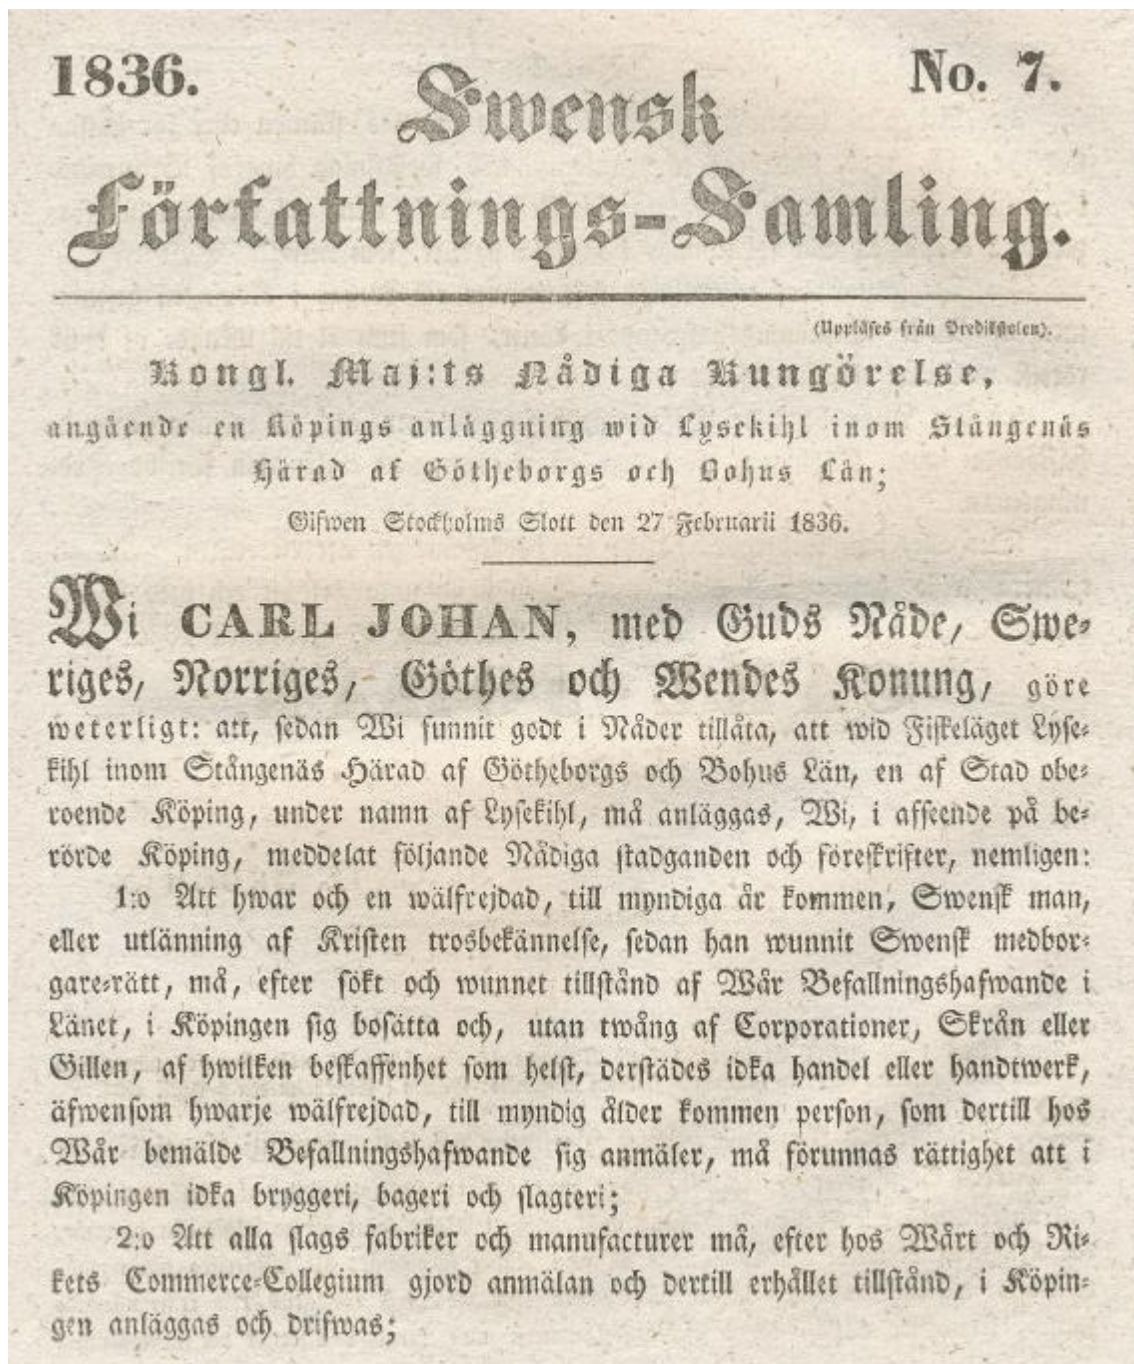 1836.
No. 7.
Swensk
Författnings-Samling.
(Uppläses från Predikstolen).
Kongl. Maj:ts Nådiga Kungörelse,
angående en Köpings anläggning wid Lysekihl inom Stångenäs
Härad af Götheborgs och Bohus Län;
Gifwen Stockholms Slott den 27 Februarii 1836.
Wi CARL JOHAN, med Guds Nåde, Swe-
riges, Norriges, Göthes och Wendes Konung, göre
weterligt: att, sedan Wi funnit godt i Nåder tillåta, att wid Fiskeläget Lyse-
kihl inom Stångenäs Härad af Götheborgs och Bohus Län, en af Stad obe-
roende Köping, under namn af Lysekihl, må anläggas, Wi, i afseende på be-
rörde Köping, meddelat följande Nådiga stadganden och föreskrifter, nemligen:
1:o Att hwar och en wälfrejdad, till myndiga år kommen, Swensk man,
eller utlänning af Kristen trosbekännelse, sedan han wunnit Swensk medbor-
gare-rätt, må, efter sökt och wunnet tillstånd af Wår Befallningshafwande i
Länet, i Köpingen sig bosätta och, utan twång af Corporationer, Skrån eller
Gillen, af hwilken beskaffenhet som helst, derstädes idka handel eller handtwerk,
äfwensom hwarje wälfrejdad, till myndig ålder kommen person, som dertill hos
Wår bemälde Befallningshafwande sig anmäler, må förunnas rättighet att i
Köpingen idka bryggeri, bageri och slagteri;
2:o Att alla slags fabriker och manufacturer må, efter hos Wårt och Ri-
kets Commerce-Collegium gjord anmälan och dertill erhållet tillstånd, i Köpin-
gen anläggas och drifwas;